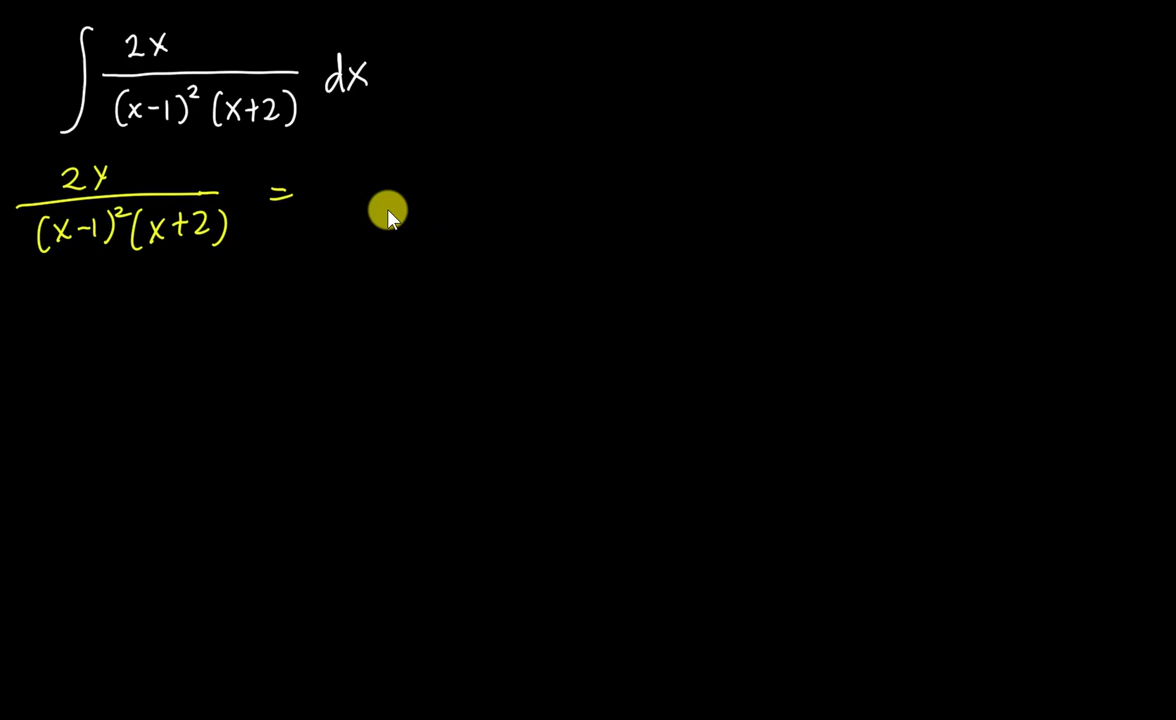 ∫ 2x / (x-1)² (x+2) dx
2x / (x-1)² (x+2) =